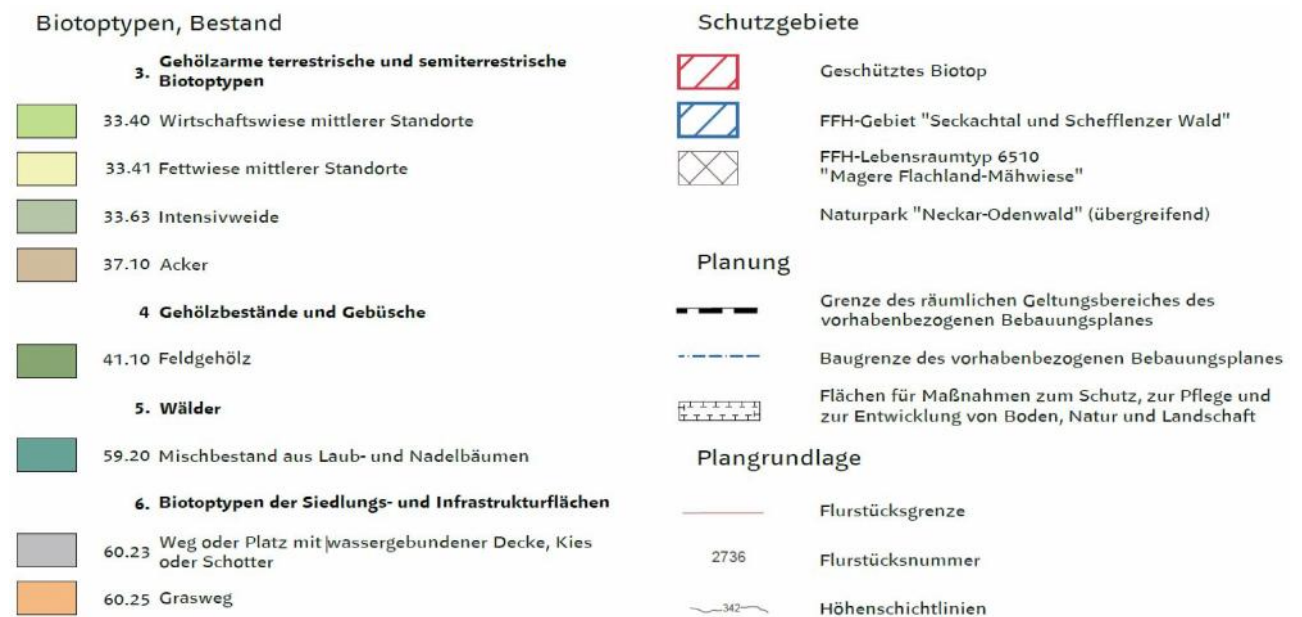 Biotoptypen, Bestand
3. Gehölzarme terrestrische und semiterrestrische
Biotoptypen
33.40 Wirtschaftswiese mittlerer Standorte
33.41 Fettwiese mittlerer Standorte
33.63 Intensivweide
37.10 Acker
4 Gehölzbestände und Gebüsche
41.10 Feldgehölz
5. Wälder
59.20 Mischbestand aus Laub- und Nadelbäumen
6. Biotoptypen der Siedlungs- und Infrastrukturflächen
60.23 Weg oder Platz mit wassergebundener Decke, Kies
oder Schotter
60.25 Grasweg
Schutzgebiete
Geschütztes Biotop
FFH-Gebiet "Seckachtal und Schefflenzer Wald"
FFH-Lebensraumtyp 6510
"Magere Flachland-Mähwiese"
Naturpark "Neckar-Odenwald" (übergreifend)
Planung
Grenze des räumlichen Geltungsbereiches des
vorhabenbezogenen Bebauungsplanes
Baugrenze des vorhabenbezogenen Bebauungsplanes
Flächen für Maßnahmen zum Schutz, zur Pflege und
zur Entwicklung von Boden, Natur und Landschaft
Plangrundlage
Flurstücksgrenze
2736 Flurstücksnummer
342 Höhenschichtlinien